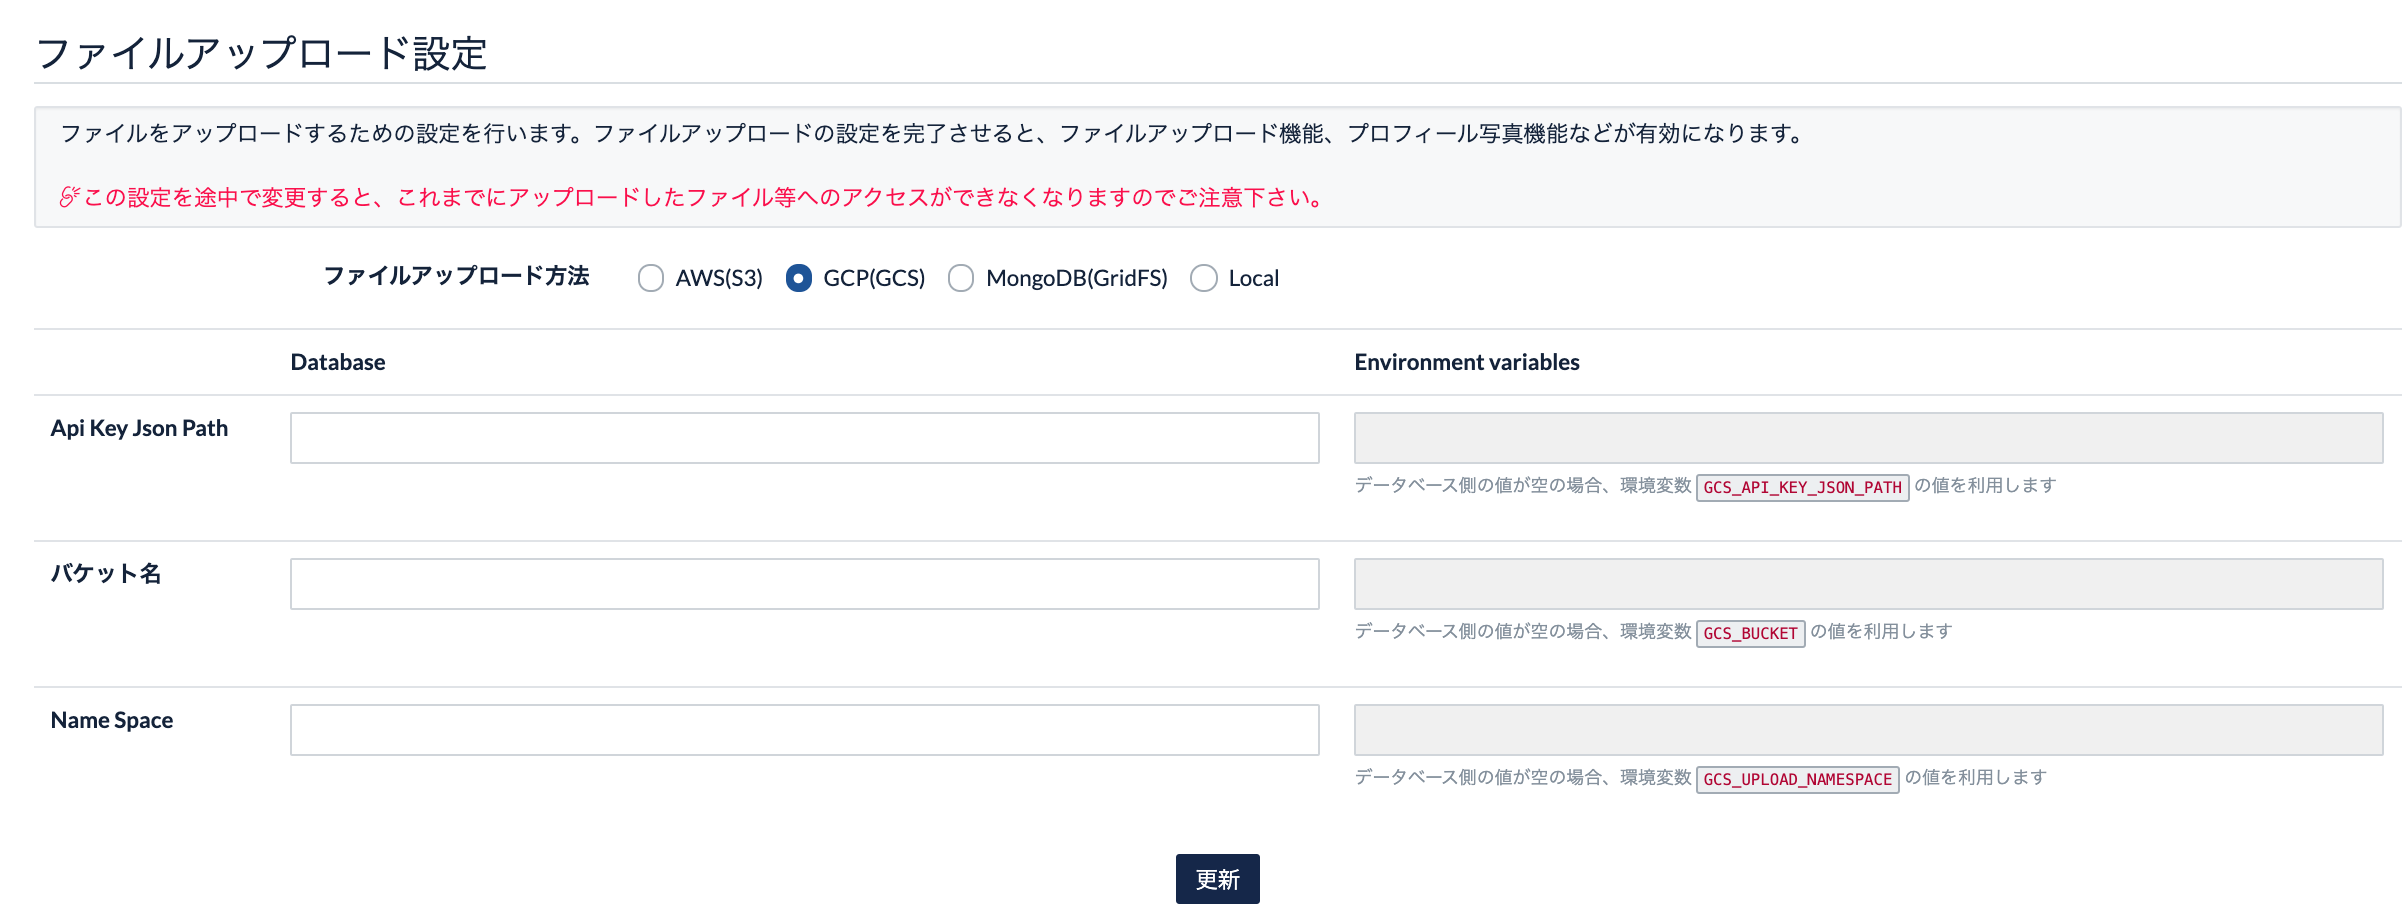 ファイルアップロード設定
ファイルをアップロードするための設定を行います。ファイルアップロードの設定を完了させると、ファイルアップロード機能、プロフィール写真機能などが有効になります。
この設定を途中で変更すると、これまでにアップロードしたファイル等へのアクセスができなくなりますのでご注意下さい。
ファイルアップロード方法 AWS(S3) GCP(GCS) MongoDB(GridFS) Local
Database Environment variables
Api Key Json Path
データベース側の値が空の場合、環境変数 GCS_API_KEY_JSON_PATH の値を利用します
バケット名
データベース側の値が空の場合、環境変数 GCS_BUCKET の値を利用します
Name Space
データベース側の値が空の場合、環境変数 GCS_UPLOAD_NAMESPACE の値を利用します
更新